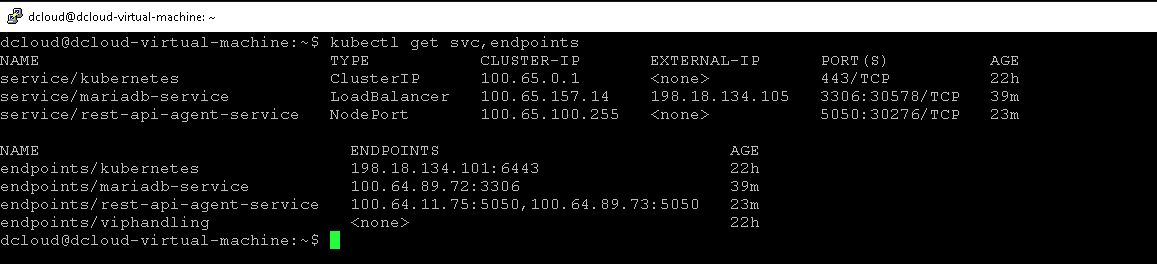 dcloud@dcloud-virtual-machine: ~
dcloud@dcloud-virtual-machine:~$ kubectl get svc,endpoints
NAME TYPE CLUSTER-IP EXTERNAL-IP PORT(S) AGE
service/kubernetes ClusterIP 100.65.0.1 <none> 443/TCP 22h
service/mariadb-service LoadBalancer 100.65.157.14 198.18.134.105 3306:30578/TCP 39m
service/rest-api-agent-service NodePort 100.65.100.255 <none> 5050:30276/TCP 23m
NAME ENDPOINTS AGE
endpoints/kubernetes 198.18.134.101:6443 22h
endpoints/mariadb-service 100.64.89.72:3306 39m
endpoints/rest-api-agent-service 100.64.11.75:5050,100.64.89.73:5050 23m
endpoints/viphandling <none> 22h
dcloud@dcloud-virtual-machine:~$